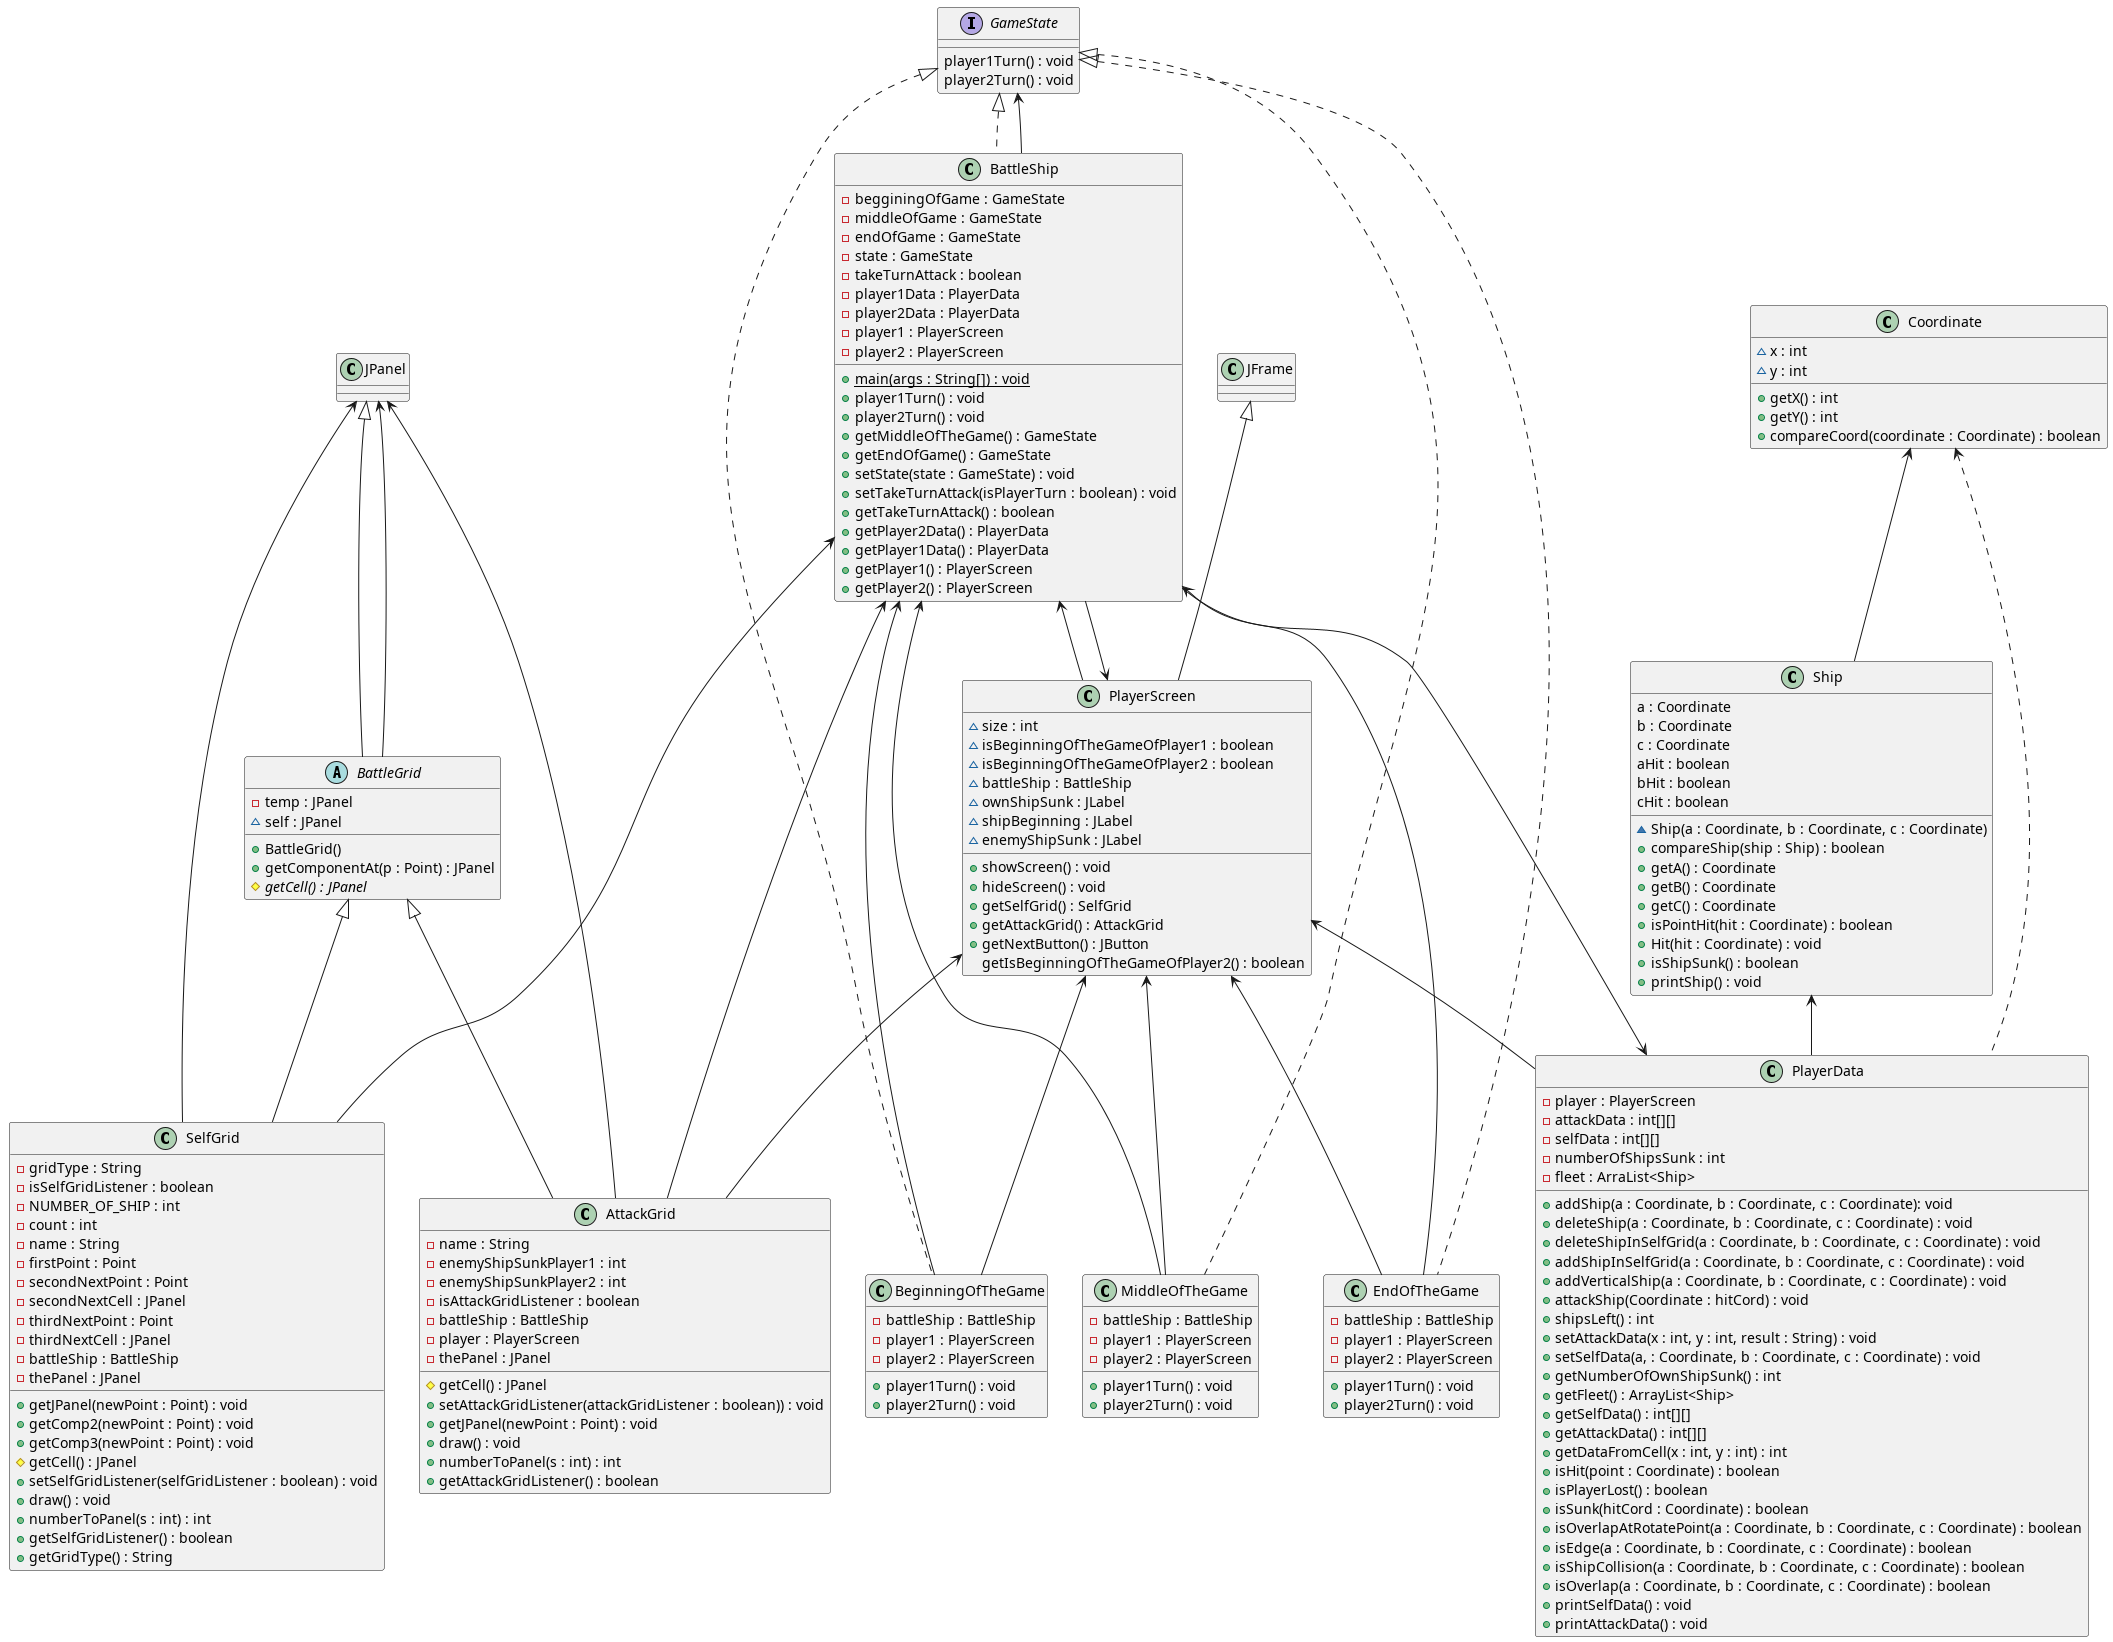 I GameState
player1Turn() : void
player2Turn() : void
C BattleShip
begginingOfGame : GameState
middleOfGame : GameState
endOfGame : GameState
state : GameState
takeTurnAttack : boolean
player1Data : PlayerData
player2Data : PlayerData
player1 : PlayerScreen
player2 : PlayerScreen
main(args : String[]) : void
player1Turn() : void
player2Turn() : void
getMiddleOfTheGame() : GameState
getEndOfGame() : GameState
setState(state : GameState) : void
setTakeTurnAttack(isPlayerTurn : boolean) : void
getTakeTurnAttack() : boolean
getPlayer2Data() : PlayerData
getPlayer1Data() : PlayerData
getPlayer1() : PlayerScreen
getPlayer2() : PlayerScreen
C Coordinate
~ x : int
~ y : int
getX() : int
getY() : int
compareCoord(coordinate : Coordinate) : boolean
C JPanel
C JFrame
C Ship
a : Coordinate
b : Coordinate
c : Coordinate
aHit : boolean
bHit : boolean
cHit : boolean
Ship(a : Coordinate, b : Coordinate, c : Coordinate)
compareShip(ship : Ship) : boolean
getA() : Coordinate
getB() : Coordinate
getC() : Coordinate
isPointHit(hit : Coordinate) : boolean
Hit(hit : Coordinate) : void
isShipSunk() : boolean
printShip() : void
C PlayerScreen
~ size : int
~ isBeginningOfTheGameOfPlayer1 : boolean
~ isBeginningOfTheGameOfPlayer2 : boolean
~ battleShip : BattleShip
~ ownShipSunk : JLabel
~ shipBeginning : JLabel
~ enemyShipSunk : JLabel
showScreen() : void
hideScreen() : void
getSelfGrid() : SelfGrid
getAttackGrid() : AttackGrid
getNextButton() : JButton
getIsBeginningOfTheGameOfPlayer2() : boolean
A BattleGrid
temp : JPanel
~ self : JPanel
BattleGrid()
getComponentAt(p : Point) : JPanel
getCell() : JPanel
C SelfGrid
gridType : String
isSelfGridListener : boolean
NUMBER_OF_SHIP : int
count : int
name : String
firstPoint : Point
secondNextPoint : Point
secondNextCell : JPanel
thirdNextPoint : Point
thirdNextCell : JPanel
battleShip : BattleShip
thePanel : JPanel
getJPanel(newPoint : Point) : void
getComp2(newPoint : Point) : void
getComp3(newPoint : Point) : void
getCell() : JPanel
setSelfGridListener(selfGridListener : boolean) : void
draw() : void
numberToPanel(s : int) : int
getSelfGridListener() : boolean
getGridType() : String
C AttackGrid
name : String
enemyShipSunkPlayer1 : int
enemyShipSunkPlayer2 : int
isAttackGridListener : boolean
battleShip : BattleShip
player : PlayerScreen
thePanel : JPanel
getCell() : JPanel
setAttackGridListener(attackGridListener : boolean)) : void
getJPanel(newPoint : Point) : void
draw() : void
numberToPanel(s : int) : int
getAttackGridListener() : boolean
C BeginningOfTheGame
battleShip : BattleShip
player1 : PlayerScreen
player2 : PlayerScreen
player1Turn() : void
player2Turn() : void
C MiddleOfTheGame
battleShip : BattleShip
player1 : PlayerScreen
player2 : PlayerScreen
player1Turn() : void
player2Turn() : void
C EndOfTheGame
battleShip : BattleShip
player1 : PlayerScreen
player2 : PlayerScreen
player1Turn() : void
player2Turn() : void
C PlayerData
player : PlayerScreen
attackData : int[][]
selfData : int[][]
numberOfShipsSunk : int
fleet : ArraList<Ship>
addShip(a : Coordinate, b : Coordinate, c : Coordinate): void
deleteShip(a : Coordinate, b : Coordinate, c : Coordinate) : void
deleteShipInSelfGrid(a : Coordinate, b : Coordinate, c : Coordinate) : void
addShipInSelfGrid(a : Coordinate, b : Coordinate, c : Coordinate) : void
addVerticalShip(a : Coordinate, b : Coordinate, c : Coordinate) : void
attackShip(Coordinate : hitCord) : void
shipsLeft() : int
setAttackData(x : int, y : int, result : String) : void
setSelfData(a, : Coordinate, b : Coordinate, c : Coordinate) : void
getNumberOfOwnShipSunk() : int
getFleet() : ArrayList<Ship>
getSelfData() : int[][]
getAttackData() : int[][]
getDataFromCell(x : int, y : int) : int
isHit(point : Coordinate) : boolean
isPlayerLost() : boolean
isSunk(hitCord : Coordinate) : boolean
isOverlapAtRotatePoint(a : Coordinate, b : Coordinate, c : Coordinate) : boolean
isEdge(a : Coordinate, b : Coordinate, c : Coordinate) : boolean
isShipCollision(a : Coordinate, b : Coordinate, c : Coordinate) : boolean
isOverlap(a : Coordinate, b : Coordinate, c : Coordinate) : boolean
printSelfData() : void
printAttackData() : void